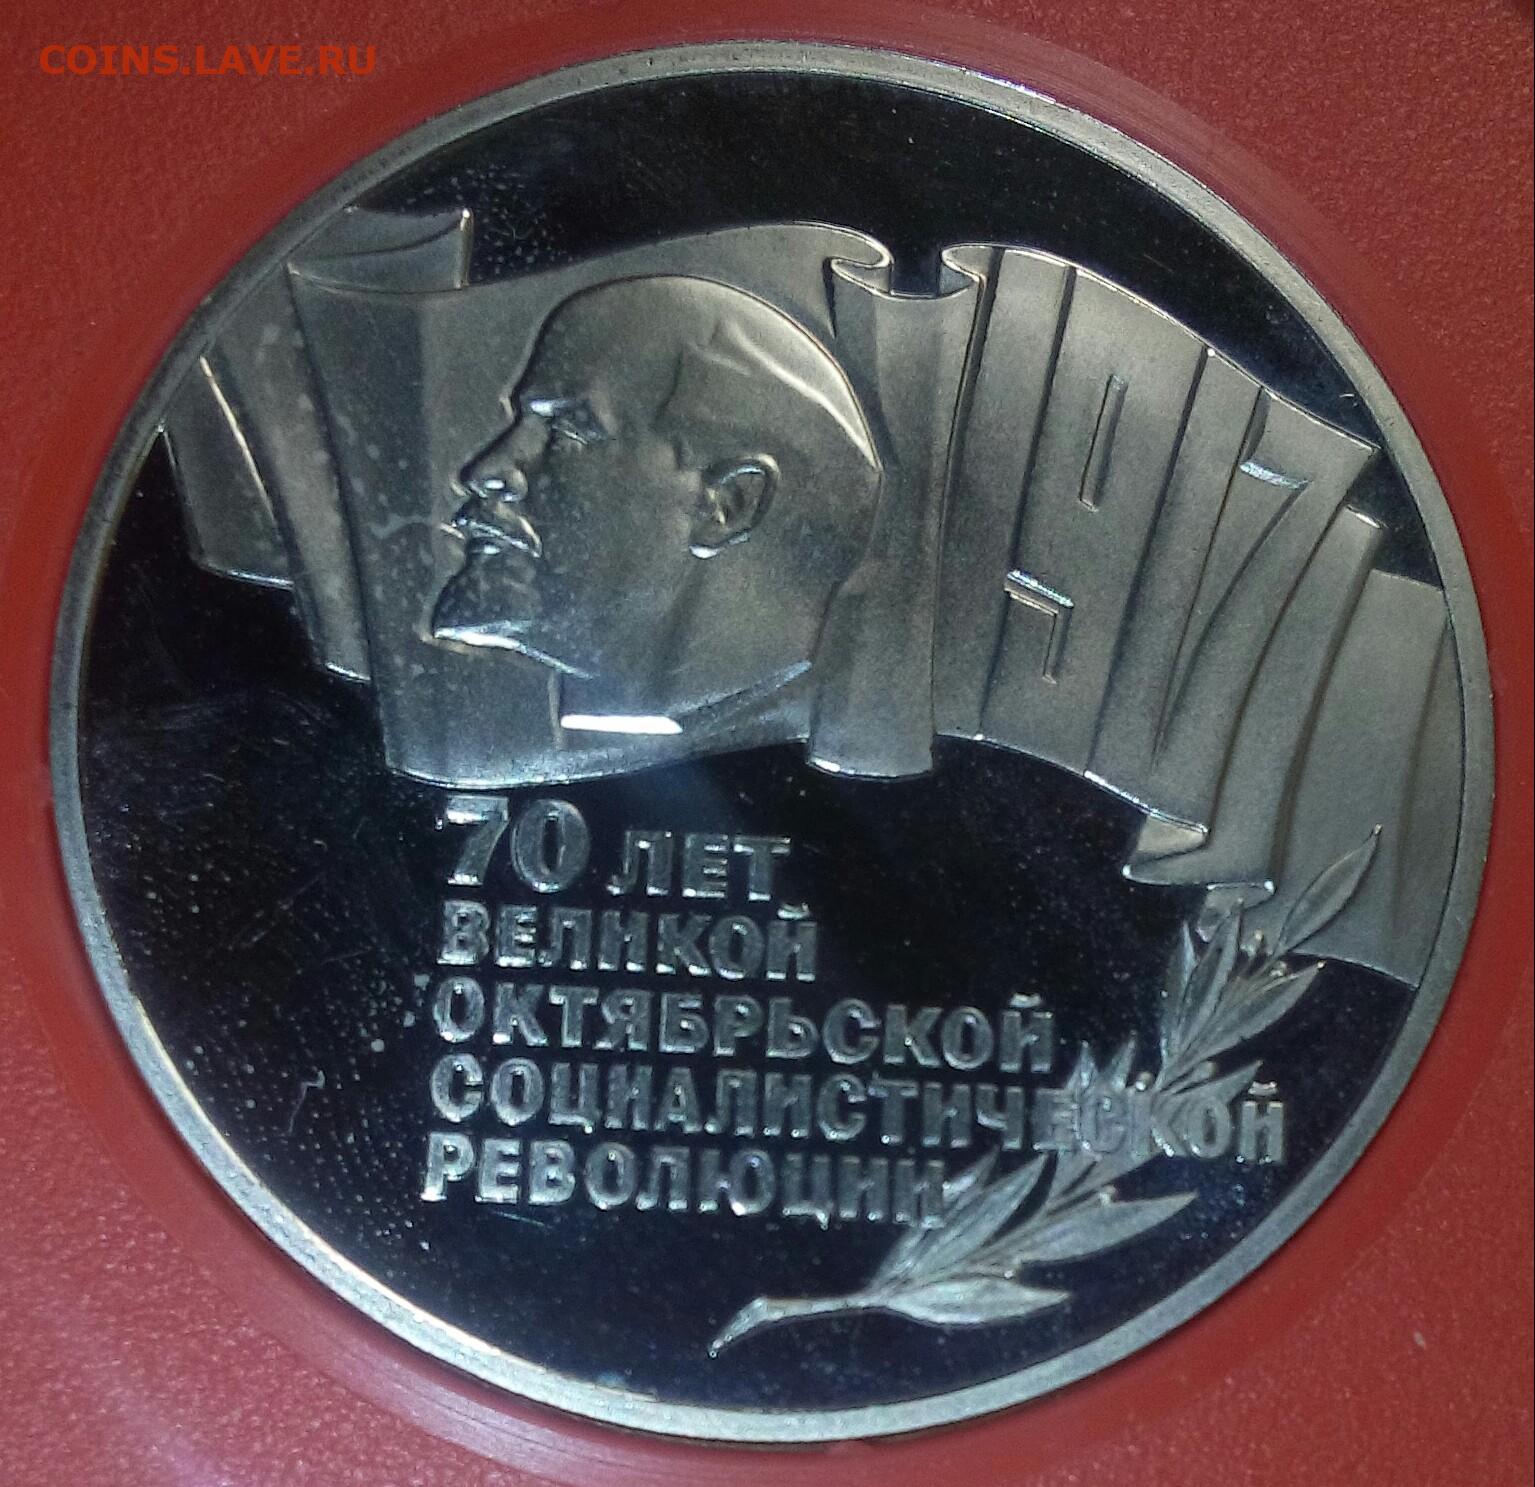 COINS.LAVE.RU
1917
70 ЛЕТ
ВЕЛИКОЙ
ОКТЯБРЬСКОЙ
СОЦИАЛИСТИЧЕСКОЙ
РЕВОЛЮЦИИ